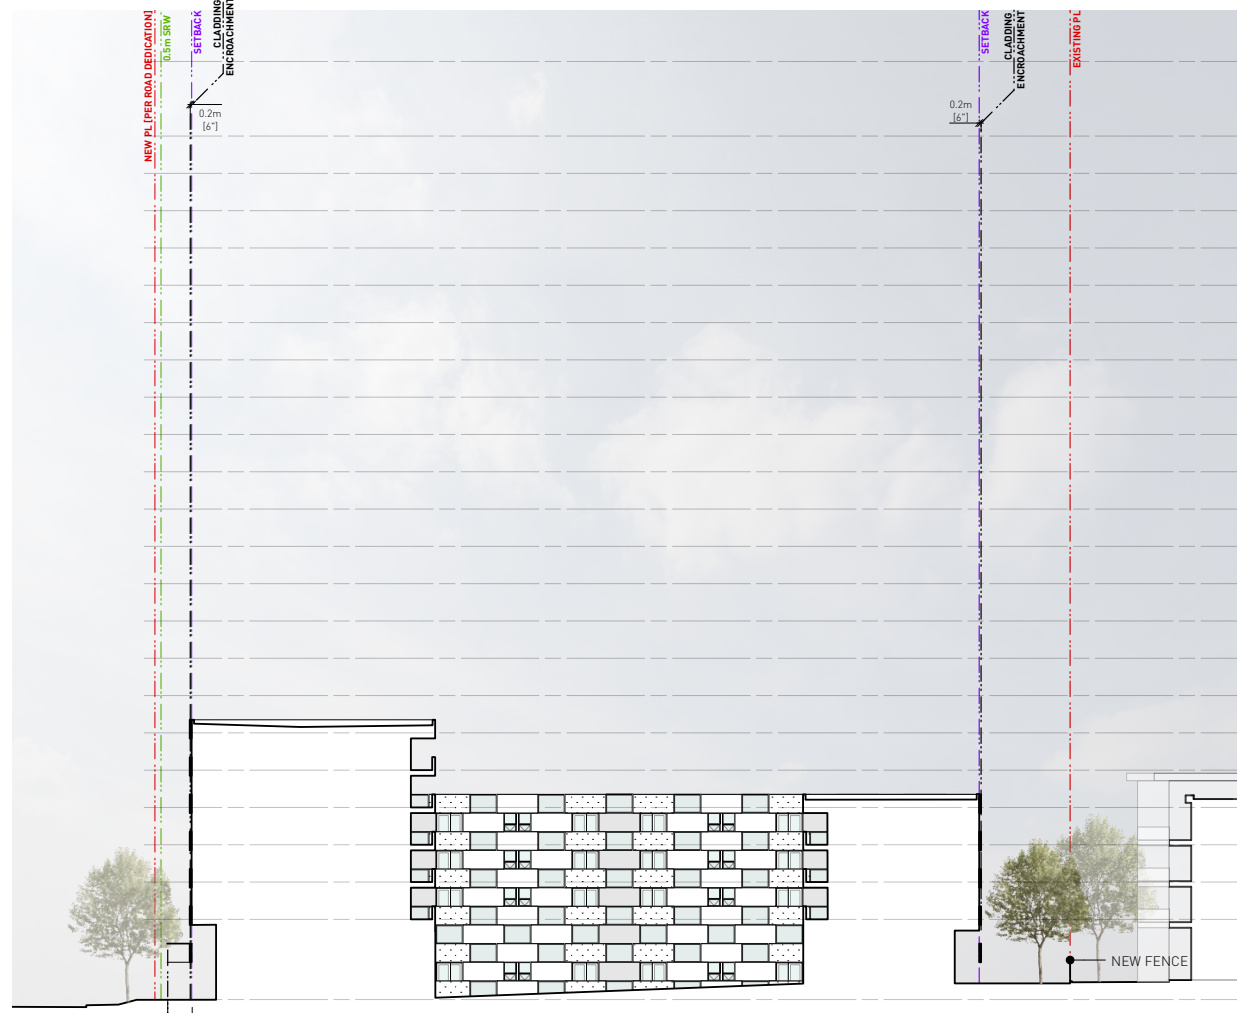 NEW PL [PER ROAD DEDICATION]
0.5m SRW
SETBACK
CLADDING
ENCROACHMENT
0.2m
[6"]
SETBACK
CLADDING
ENCROACHMENT
EXISTING PL
0.2m
[6"]
NEW FENCE